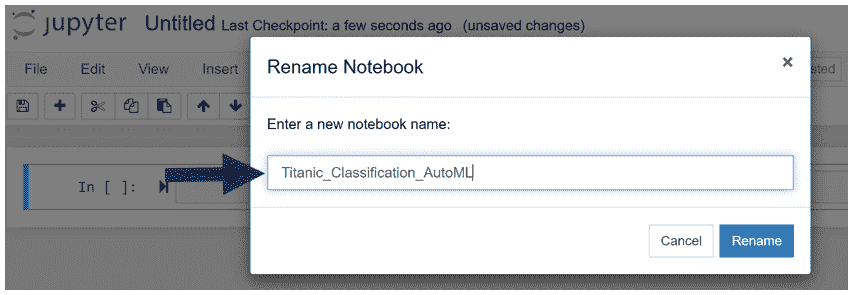 jupyter Untitled Last Checkpoint: a few seconds ago (unsaved changes)
File Edit View Insert
Rename Notebook
×
Enter a new notebook name:
Titanic_Classification_AutoML
In [ ]:
Cancel Rename